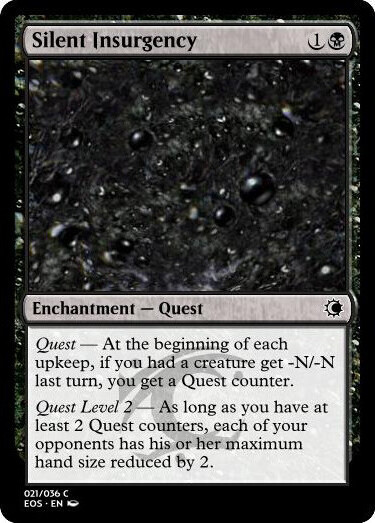 Silent Insurgency 1
Enchantment — Quest
Quest — At the beginning of each
upkeep, if you had a creature get -N/-N
last turn, you get a Quest counter.
Quest Level 2 — As long as you have at
least 2 Quest counters, each of your
opponents has his or her maximum
hand size reduced by 2.
021/036 C
EOS • EN